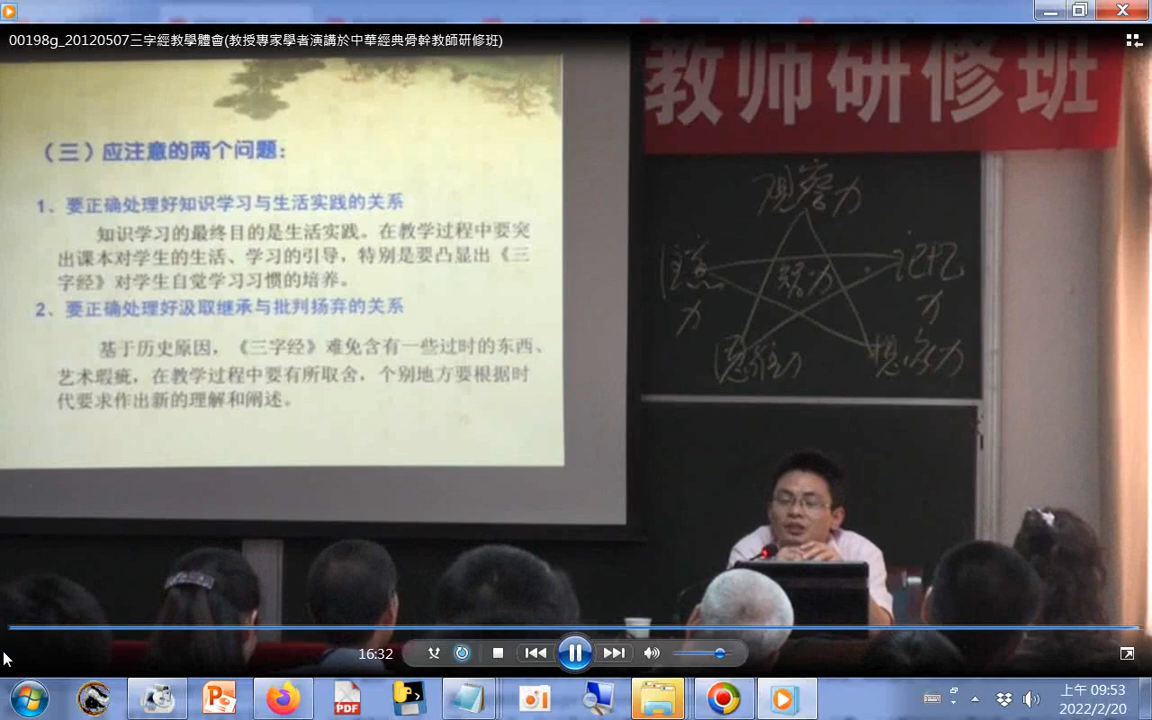 00198g_20120507三字經教學體會(教授專家學者演講於中華經典骨幹教師研修班)
教师研修班
（三）应注意的两个问题：
1、要正确处理好知识学习与生活实践的关系
知识学习的最终目的是生活实践。在教学过程中要突
出课本对学生的生活、学习的引导，特别是要凸显出《三
字经》对学生自觉学习习惯的培养。
2、要正确处理好汲取继承与批判扬弃的关系
基于历史原因，《三字经》难免含有一些过时的东西、
艺术瑕疵，在教学过程中要有所取舍，个别地方要根据时
代要求作出新的理解和阐述。
观察力
记忆
力
智力
力
想象力
16:32
PDF
上午 09:53
2022/2/20